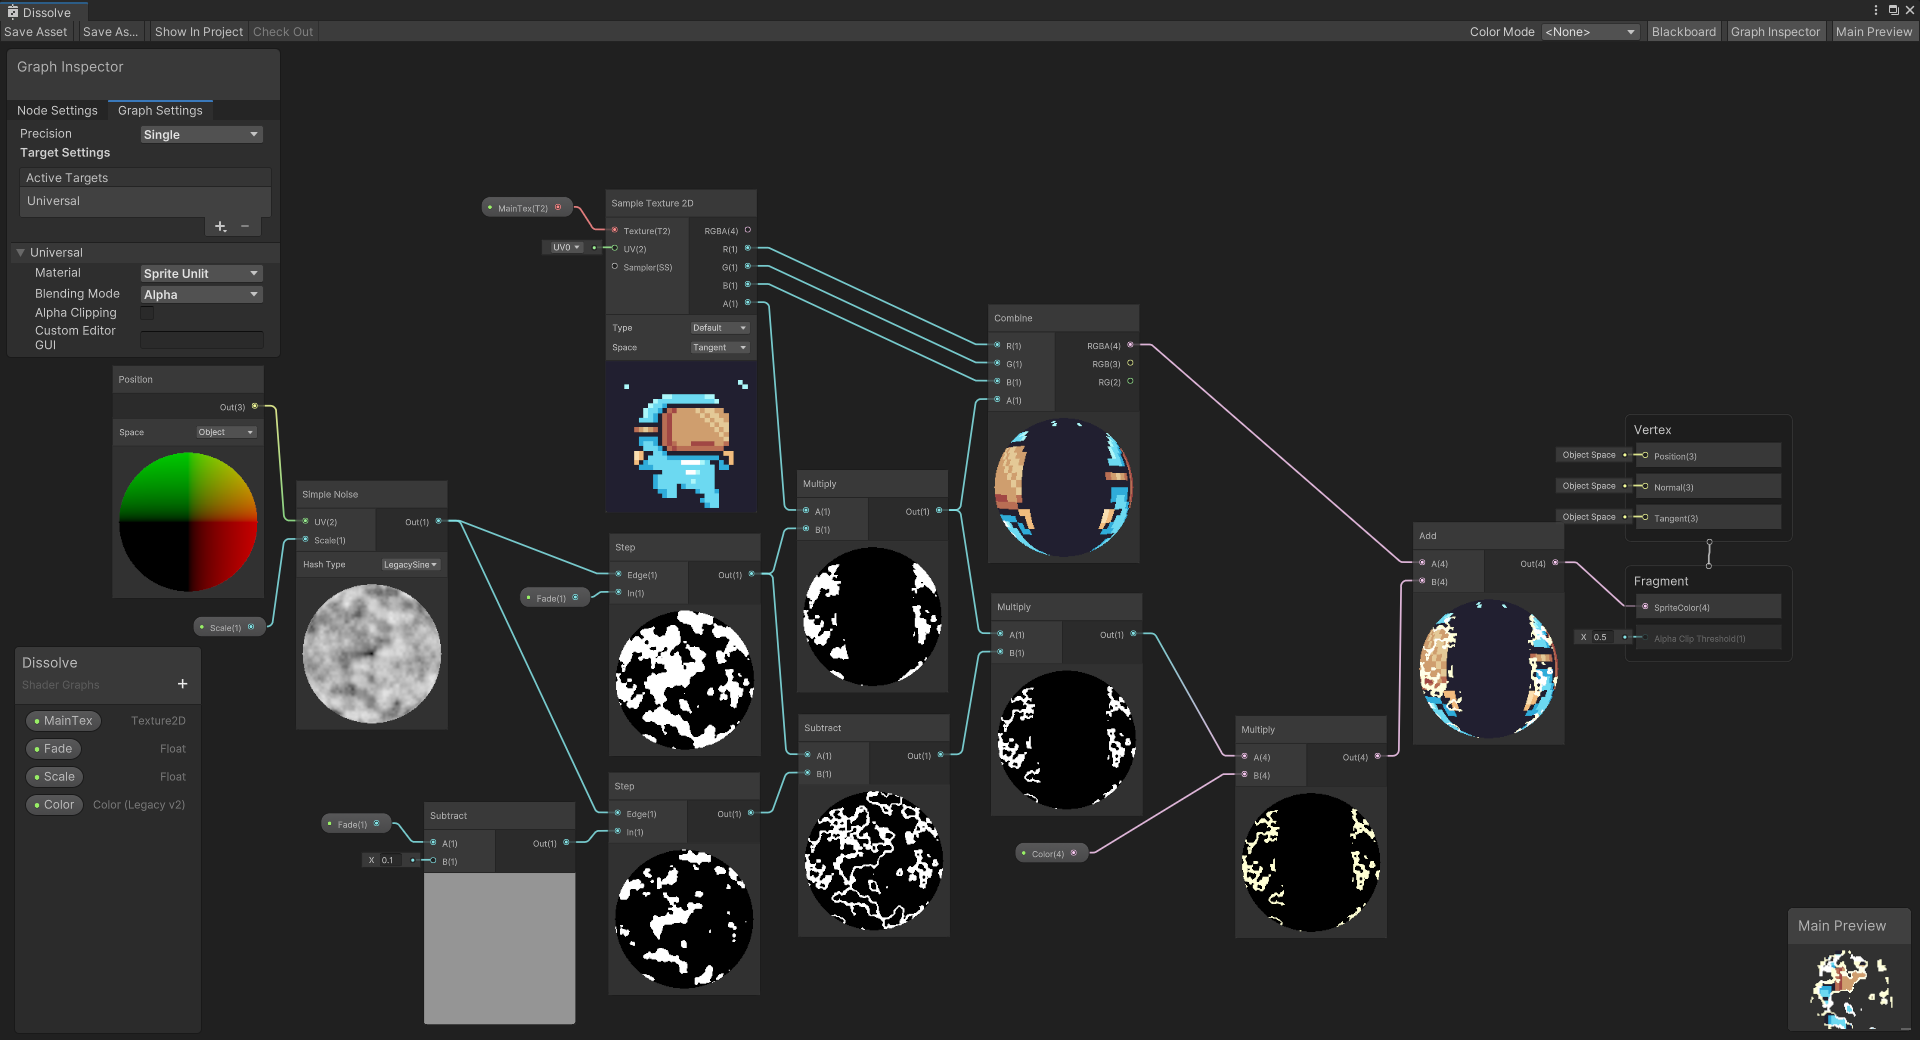 Dissolve
Save Asset
Save As...
Show In Project
Check Out
Color Mode
<None>
Blackboard
Graph Inspector
Main Preview
Graph Inspector
Node Settings
Graph Settings
Precision
Single
Target Settings
Active Targets
Universal
+
−
Universal
Material
Sprite Unlit
Blending Mode
Alpha
Alpha Clipping
Custom Editor
GUI
Position
Out(3)
Space
Object
Scale(1)
Simple Noise
UV(2)
Out(1)
Scale(1)
Hash Type
LegacySine
MainTex(T2)
UV0
Sample Texture 2D
Texture(T2)
RGBA(4)
UV(2)
R(1)
Sampler(SS)
G(1)
B(1)
A(1)
Type
Default
Space
Tangent
Fade(1)
Step
Edge(1)
Out(1)
In(1)
Step
Edge(1)
Out(1)
In(1)
Fade(1)
X 0.1
Subtract
A(1)
Out(1)
B(1)
Multiply
A(1)
Out(1)
B(1)
Subtract
A(1)
Out(1)
B(1)
Combine
R(1)
RGBA(4)
G(1)
RGB(3)
B(1)
RG(2)
A(1)
Multiply
A(1)
Out(1)
B(1)
Color(4)
Multiply
A(4)
Out(4)
B(4)
Add
A(4)
Out(4)
B(4)
Vertex
Object Space
Position(3)
Object Space
Normal(3)
Object Space
Tangent(3)
Fragment
SpriteColor(4)
X 0.5
Alpha Clip Threshold(1)
Dissolve
Shader Graphs
+
MainTex
Texture2D
Fade
Float
Scale
Float
Color
Color (Legacy v2)
Main Preview